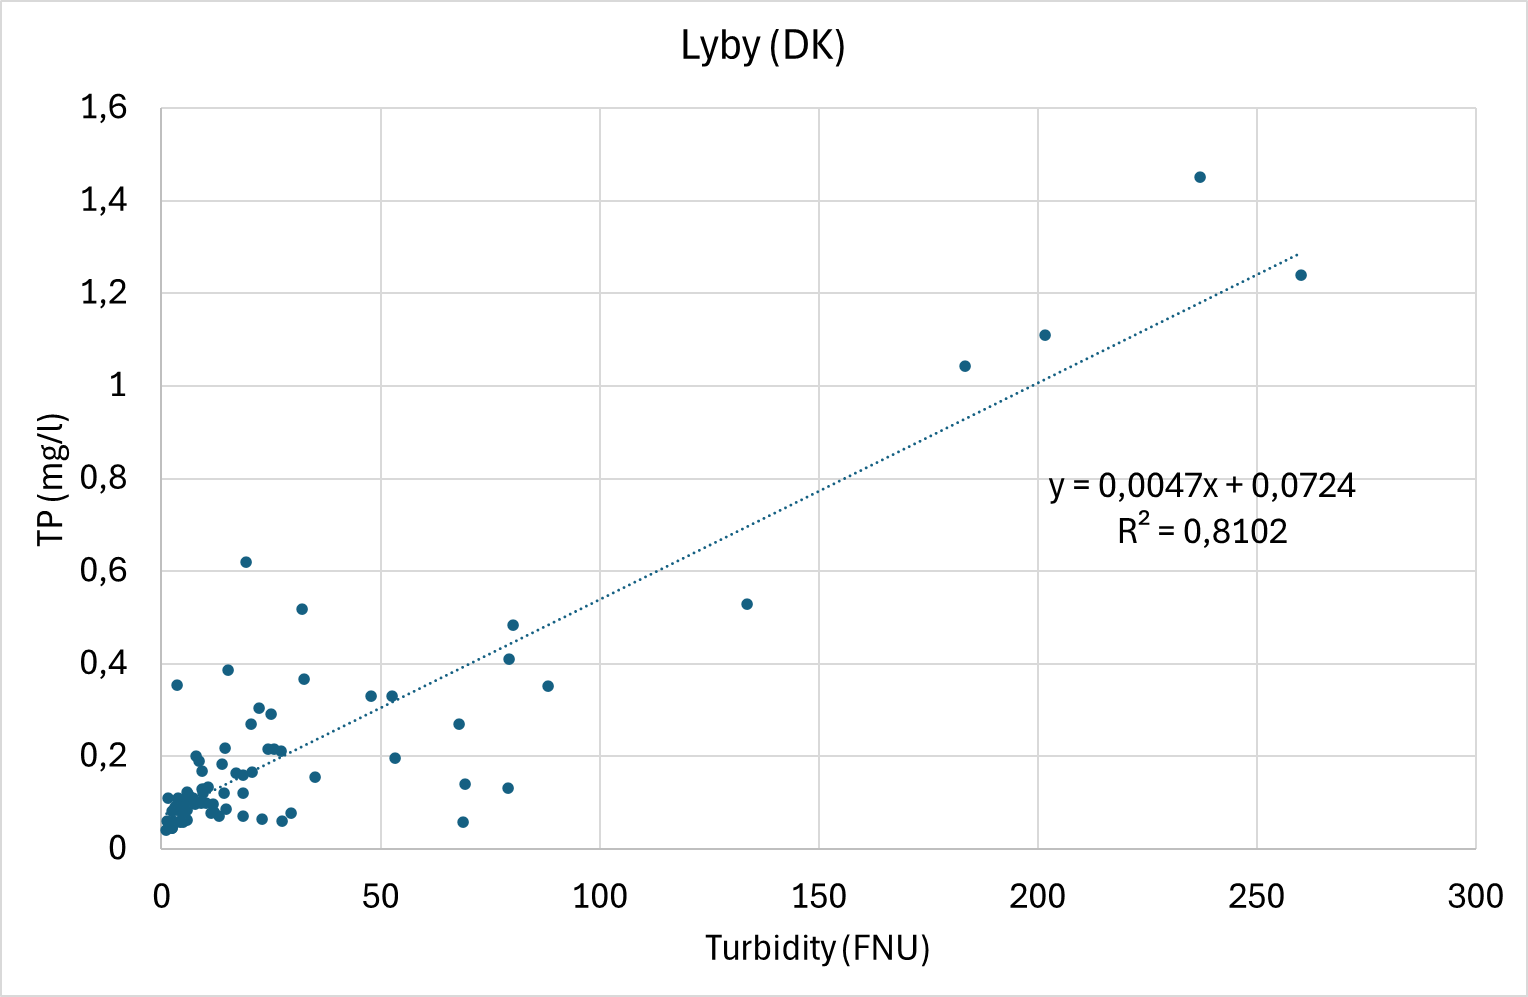 Lyby (DK)
1,6
1,4
1,2
1
0,8
0,6
0,4
0,2
0
TP (mg/l)
y = 0,0047x + 0,0724
R² = 0,8102
0 50 100 150 200 250 300
Turbidity (FNU)